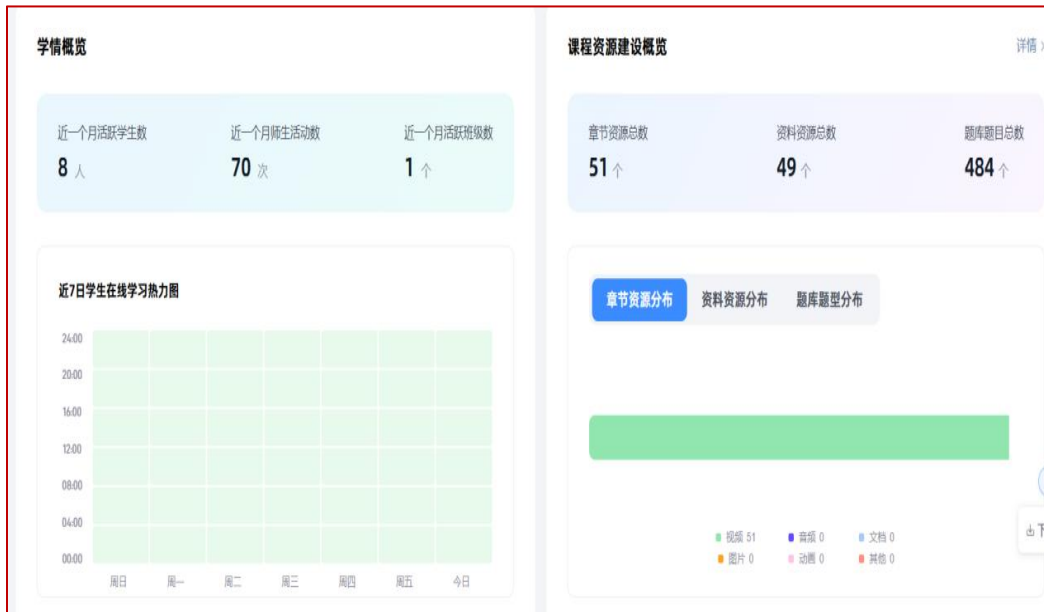 学情概览
近一个月活跃学生数 近一个月师生活动数 近一个月活跃班级数
8 人 70 次 1 个
近7日学生在线学习热力图
24:00
20:00
16:00
12:00
08:00
04:00
00:00
周日 周一 周二 周三 周四 周五 今日
课程资源建设概览 详情 >
章节资源总数 资料资源总数 题库题目总数
51 个 49 个 484 个
章节资源分布 资料资源分布 题库题型分布
视频 51 音频 0 文档 0
图片 0 动画 0 其他 0
下